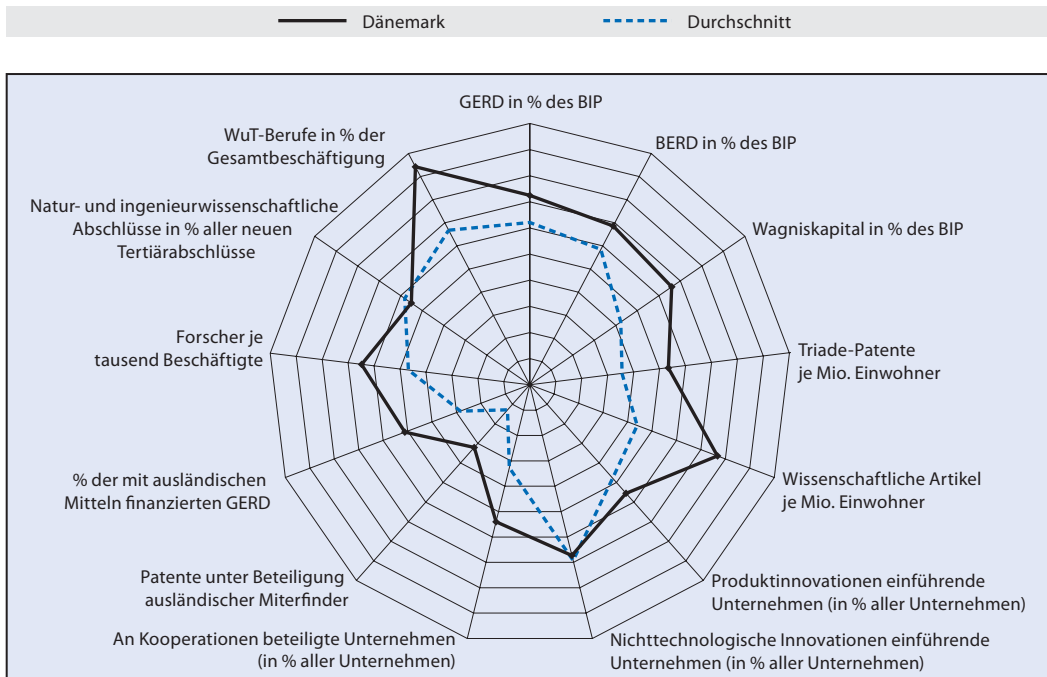 Dänemark
Durchschnitt
GERD in % des BIP
BERD in % des BIP
Wagniskapital in % des BIP
Triade-Patente
je Mio. Einwohner
Wissenschaftliche Artikel
je Mio. Einwohner
Produktinnovationen einführende
Unternehmen (in % aller Unternehmen)
Nichttechnologische Innovationen einführende
Unternehmen (in % aller Unternehmen)
An Kooperationen beteiligte Unternehmen
(in % aller Unternehmen)
Patente unter Beteiligung
ausländischer Miterfinder
% der mit ausländischen
Mitteln finanzierten GERD
Forscher je
tausend Beschäftigte
Natur- und ingenieurwissenschaftliche
Abschlüsse in % aller neuen
Tertiärabschlüsse
WuT-Berufe in % der
Gesamtbeschäftigung